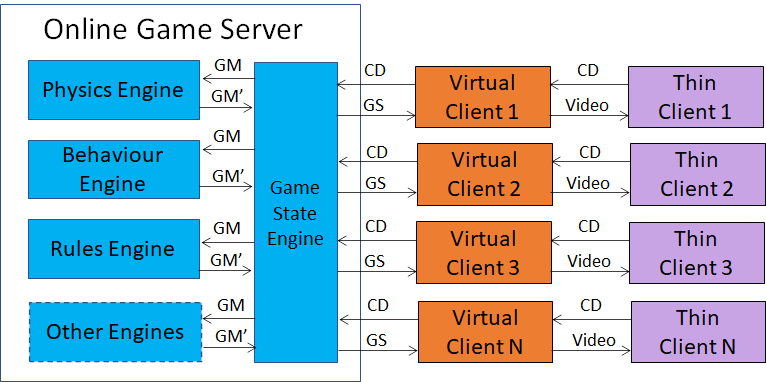 Online Game Server
GM
Physics Engine
GM’
GM
Behaviour
Engine
GM’
GM
Rules Engine
GM’
GM
Other Engines
GM’
Game
State
Engine
CD
GS
Virtual
Client 1
CD
Video
Thin
Client 1
CD
GS
Virtual
Client 2
CD
Video
Thin
Client 2
CD
GS
Virtual
Client 3
CD
Video
Thin
Client 3
CD
GS
Virtual
Client N
CD
Video
Thin
Client N